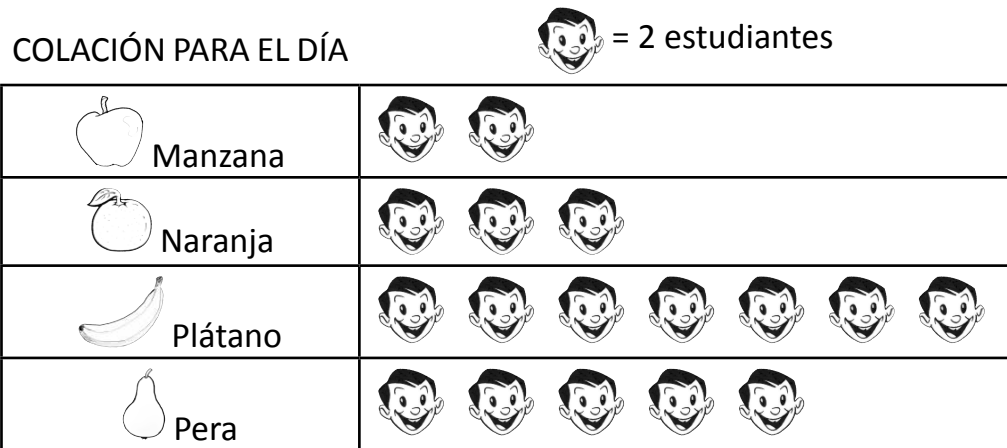 COLACIÓN PARA EL DÍA
= 2 estudiantes
Manzana
Naranja
Plátano
Pera